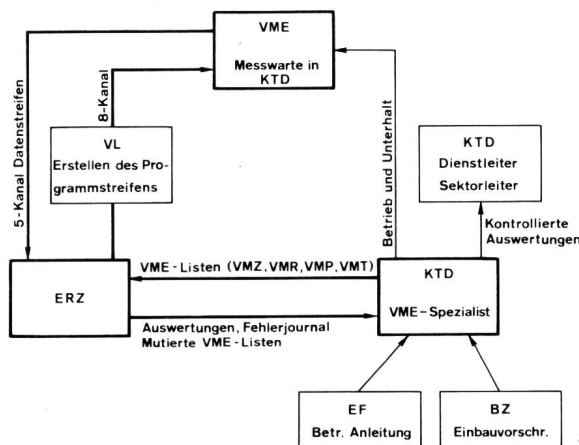 VME
Messwarte in
KTD
5-Kanal Datenstreifen
8-Kanal
VL
Erstellen des Pro-
grammstreifens
Betrieb und Unterhalt
KTD
Dienstleiter
Sektorleiter
Kontrollierte
Auswertungen
VME-Listen (VMZ, VMR, VMP, VMT)
ERZ
KTD
VME-Spezialist
Auswertungen, Fehlerjournal
Mutierte VME-Listen
EF
Betr. Anleitung
BZ
Einbauvorschr.